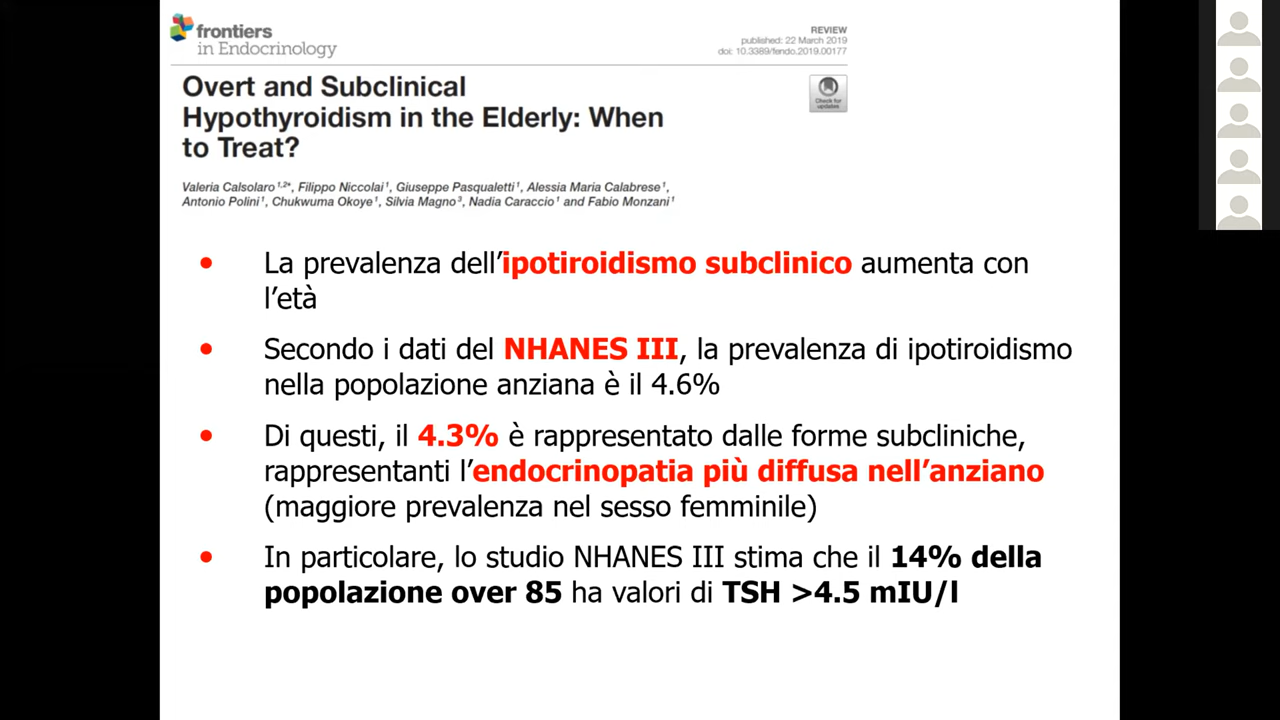 frontiers
in Endocrinology
REVIEW
published: 22 March 2019
doi: 10.3389/fendo.2019.00177
Overt and Subclinical
Hypothyroidism in the Elderly: When
to Treat?
Check for
updates
Valeria Calsolaro 1,2*, Filippo Niccolai 1, Giuseppe Pasqualetti 1, Alessia Maria Calabrese 1,
Antonio Polini 1, Chukwuma Okoye 1, Silvia Magno 3, Nadia Caraccio 1 and Fabio Monzani 1
• La prevalenza dell’ipotiroidismo subclinico aumenta con
l’età
• Secondo i dati del NHANES III, la prevalenza di ipotiroidismo
nella popolazione anziana è il 4.6%
• Di questi, il 4.3% è rappresentato dalle forme subcliniche,
rappresentanti l’endocrinopatia più diffusa nell’anziano
(maggiore prevalenza nel sesso femminile)
• In particolare, lo studio NHANES III stima che il 14% della
popolazione over 85 ha valori di TSH >4.5 mIU/l